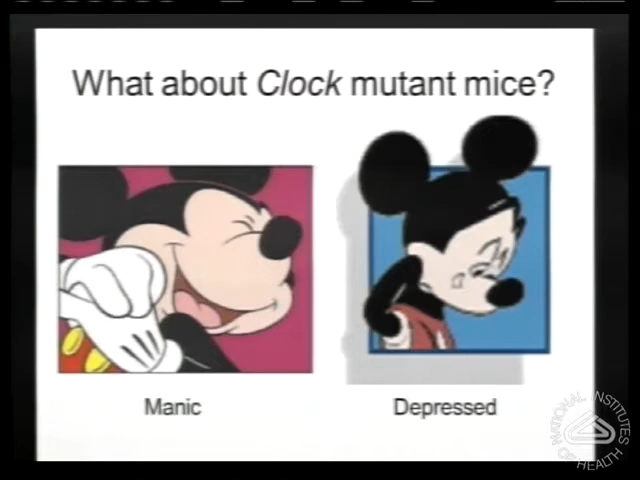 What about Clock mutant mice?
Manic
Depressed
NATIONAL INSTITUTES
OF HEALTH